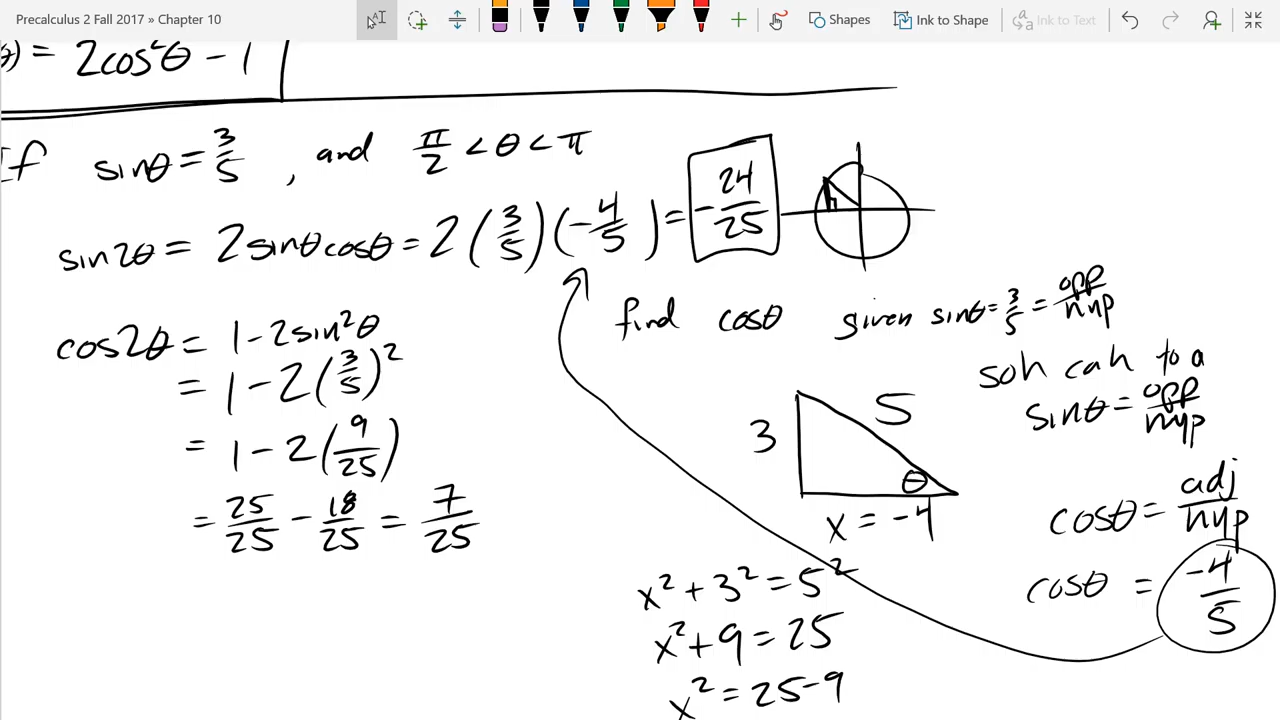 Precalculus 2 Fall 2017 » Chapter 10
Shapes
Ink to Shape
Ink to Text
) = 2cos²θ - 1
If sinθ = 3/5, and π/2 < θ < π
sin2θ = 2sinθcosθ = 2(3/5)(-4/5) = -24/25
find cosθ given sinθ = 3/5 = opp/hyp
cos2θ = 1 - 2sin²θ
= 1 - 2(3/5)²
= 1 - 2(9/25)
= 25/25 - 18/25 = 7/25
soh cah toa
sinθ = opp/hyp
3
5
θ
x = -4
cosθ = adj/hyp
cosθ = -4/5
x² + 3² = 5²
x² + 9 = 25
x² = 25-9